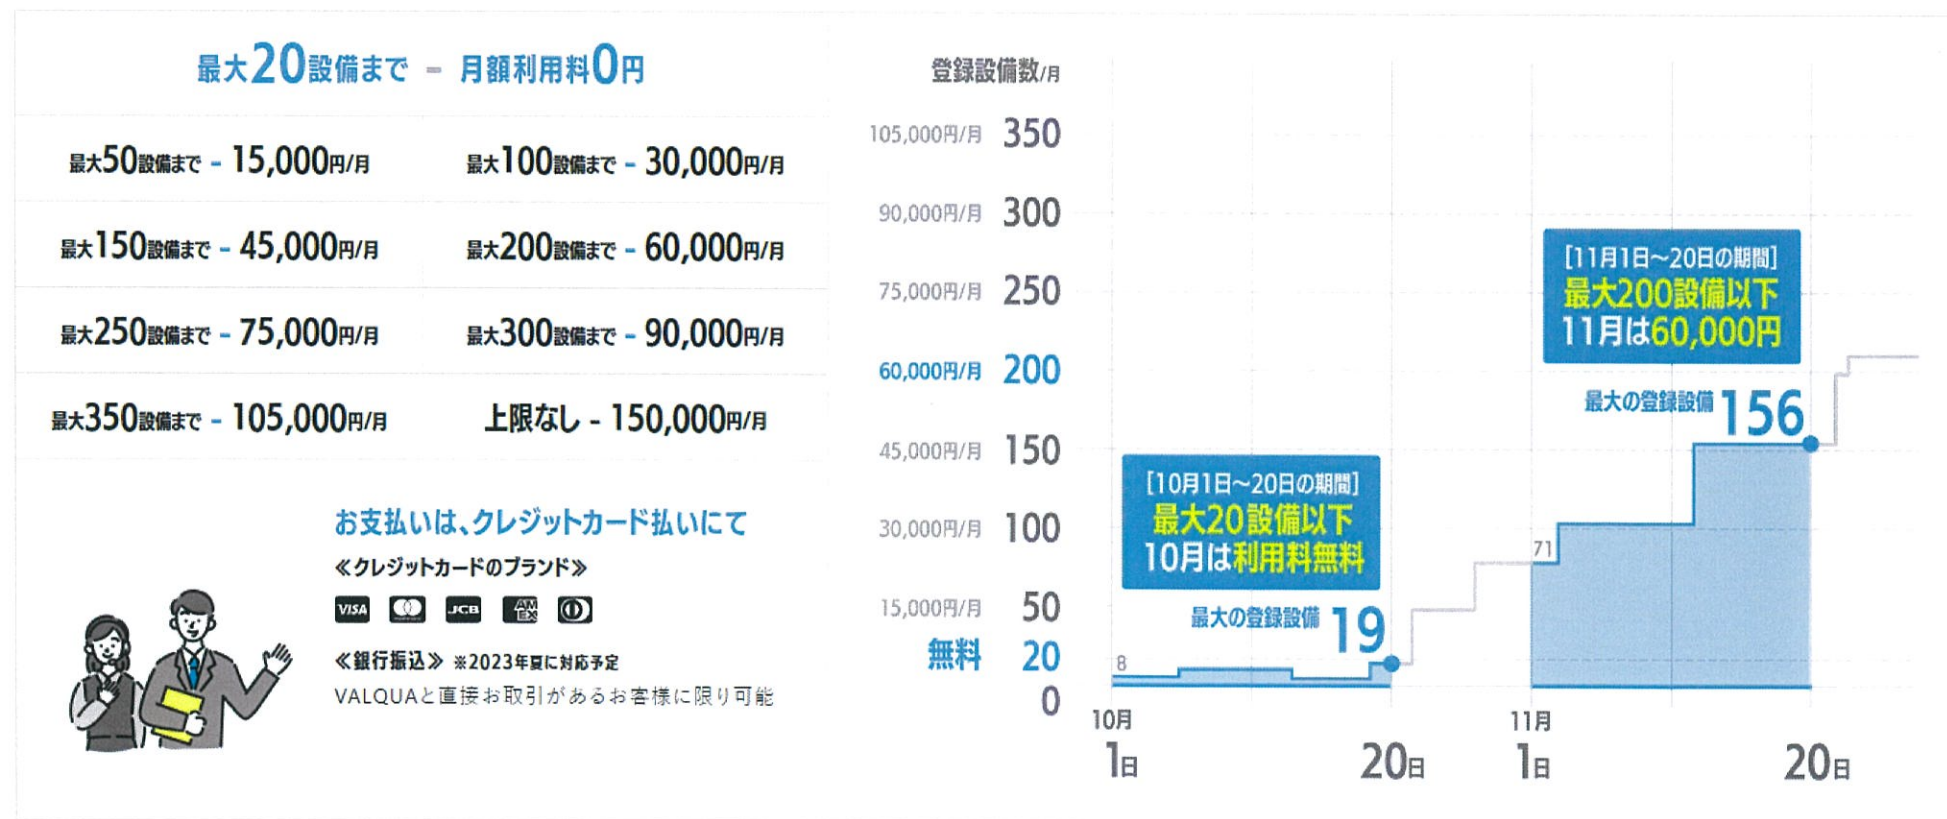 最大20設備まで – 月額利用料0円
最大50設備まで - 15,000円/月
最大100設備まで - 30,000円/月
最大150設備まで - 45,000円/月
最大200設備まで - 60,000円/月
最大250設備まで - 75,000円/月
最大300設備まで - 90,000円/月
最大350設備まで - 105,000円/月
上限なし - 150,000円/月
お支払いは、クレジットカード払いにて
≪クレジットカードのブランド≫
VISA
JCB
AM
EX
≪銀行振込≫ ※2023年夏に対応予定
VALQUAと直接お取引があるお客様に限り可能
登録設備数/月
105,000円/月 350
90,000円/月 300
75,000円/月 250
60,000円/月 200
45,000円/月 150
30,000円/月 100
15,000円/月 50
無料 20
0
[10月1日～20日の期間]
最大20設備以下
10月は利用料無料
最大の登録設備 19
8
[11月1日～20日の期間]
最大200設備以下
11月は60,000円
最大の登録設備 156
71
10月
1日
20日
11月
1日
20日